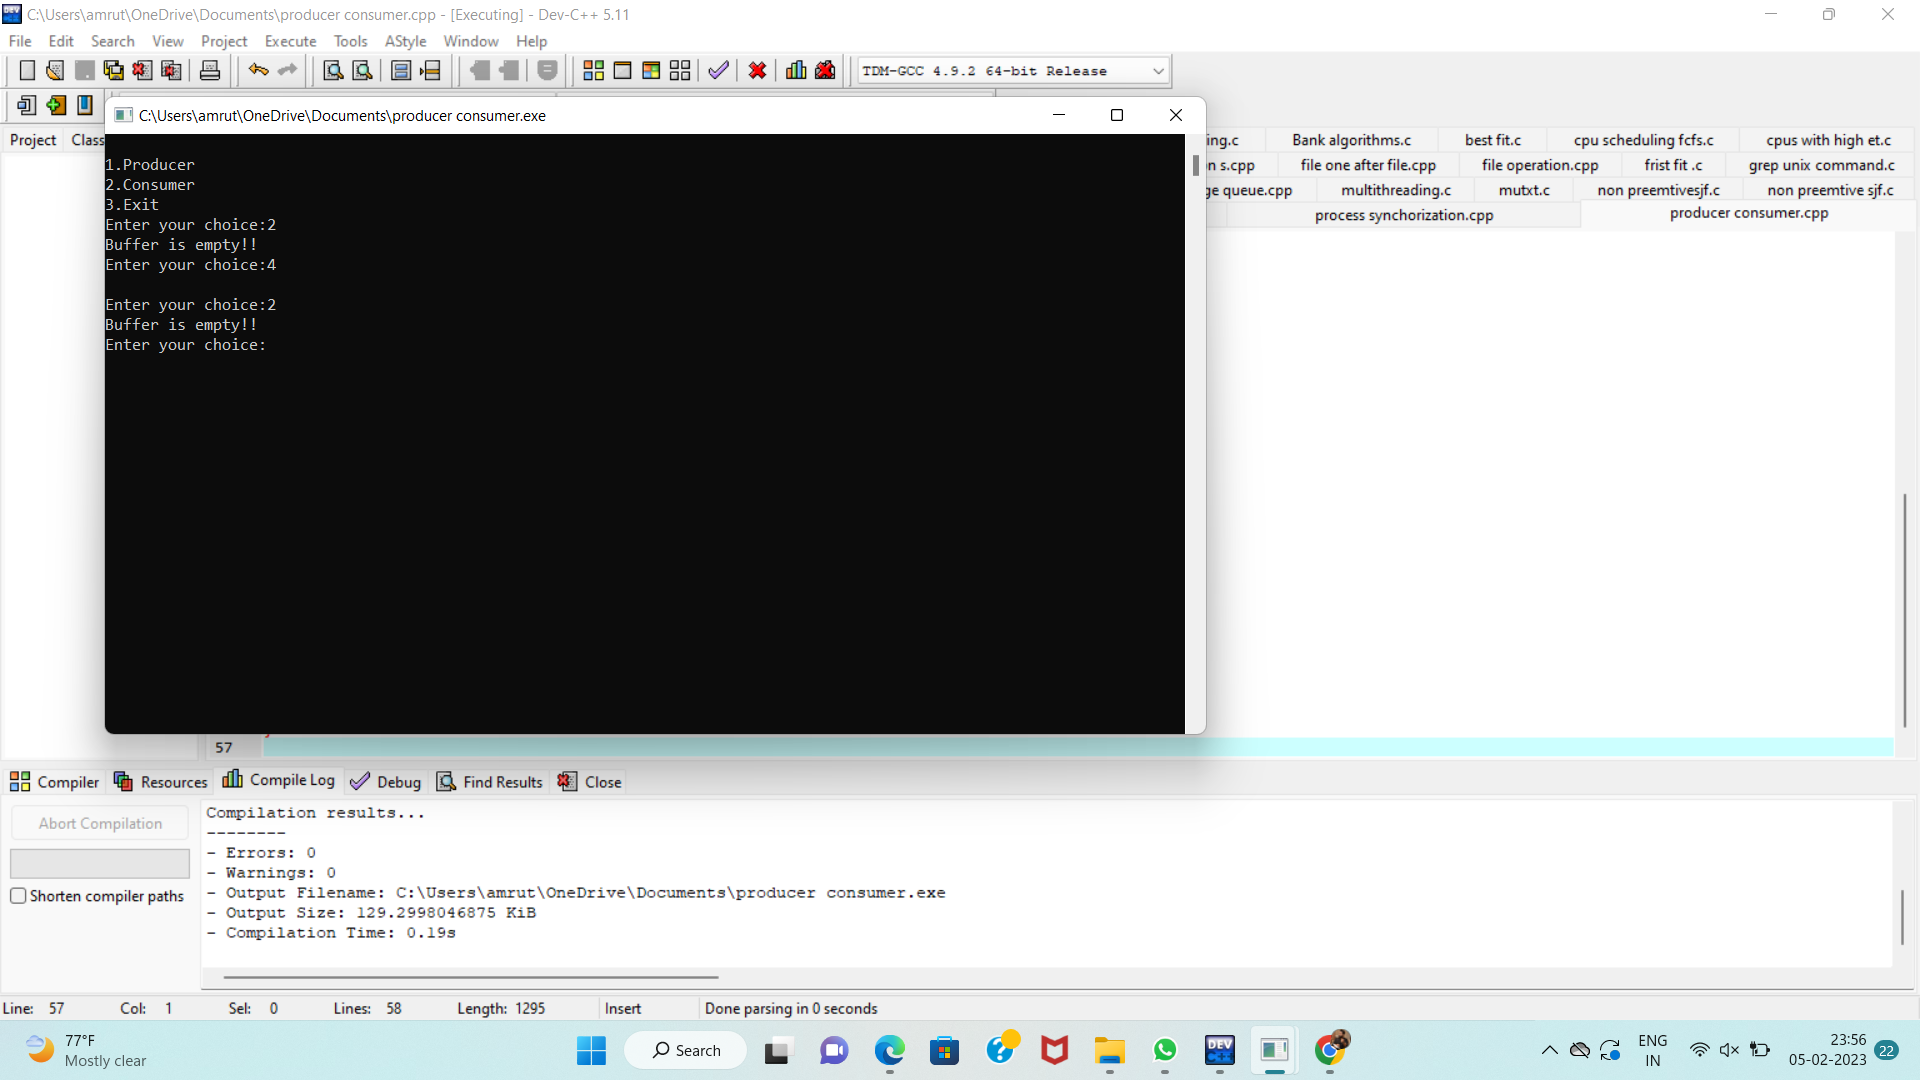 C:\Users\amrut\OneDrive\Documents\producer consumer.cpp - [Executing] - Dev-C++ 5.11
File Edit Search View Project Execute Tools AStyle Window Help
TDM-GCC 4.9.2 64-bit Release
C:\Users\amrut\OneDrive\Documents\producer consumer.exe
Project Class
ing.c Bank algorithms.c best fit.c cpu scheduling fcfs.c cpus with high et.c
n s.cpp file one after file.cpp file operation.cpp frist fit .c grep unix command.c
ge queue.cpp multithreading.c mutxt.c non preemtivesjf.c non preemtive sjf.c
process synchorization.cpp producer consumer.cpp
1.Producer
2.Consumer
3.Exit
Enter your choice:2
Buffer is empty!!
Enter your choice:4
Enter your choice:2
Buffer is empty!!
Enter your choice:
57
Compiler Resources Compile Log Debug Find Results Close
Abort Compilation
Shorten compiler paths
Compilation results...
--------
- Errors: 0
- Warnings: 0
- Output Filename: C:\Users\amrut\OneDrive\Documents\producer consumer.exe
- Output Size: 129.2998046875 KiB
- Compilation Time: 0.19s
Line: 57 Col: 1 Sel: 0 Lines: 58 Length: 1295 Insert Done parsing in 0 seconds
77°F
Mostly clear
Search
DEV
C++
ENG
IN
23:56
05-02-2023
22